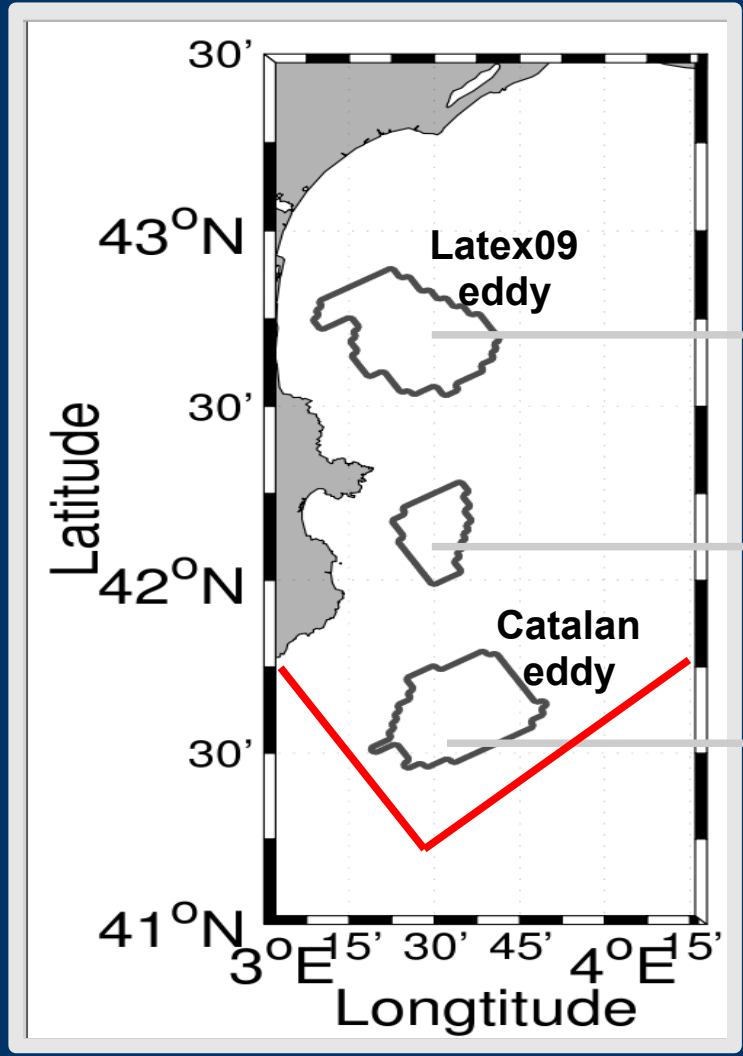 30’
43°N
Latex09
eddy
30’
Latitude
42°N
Catalan
eddy
30’
41°N
3°E 15’ 30’ 45’ 4°E 15’
Longtitude